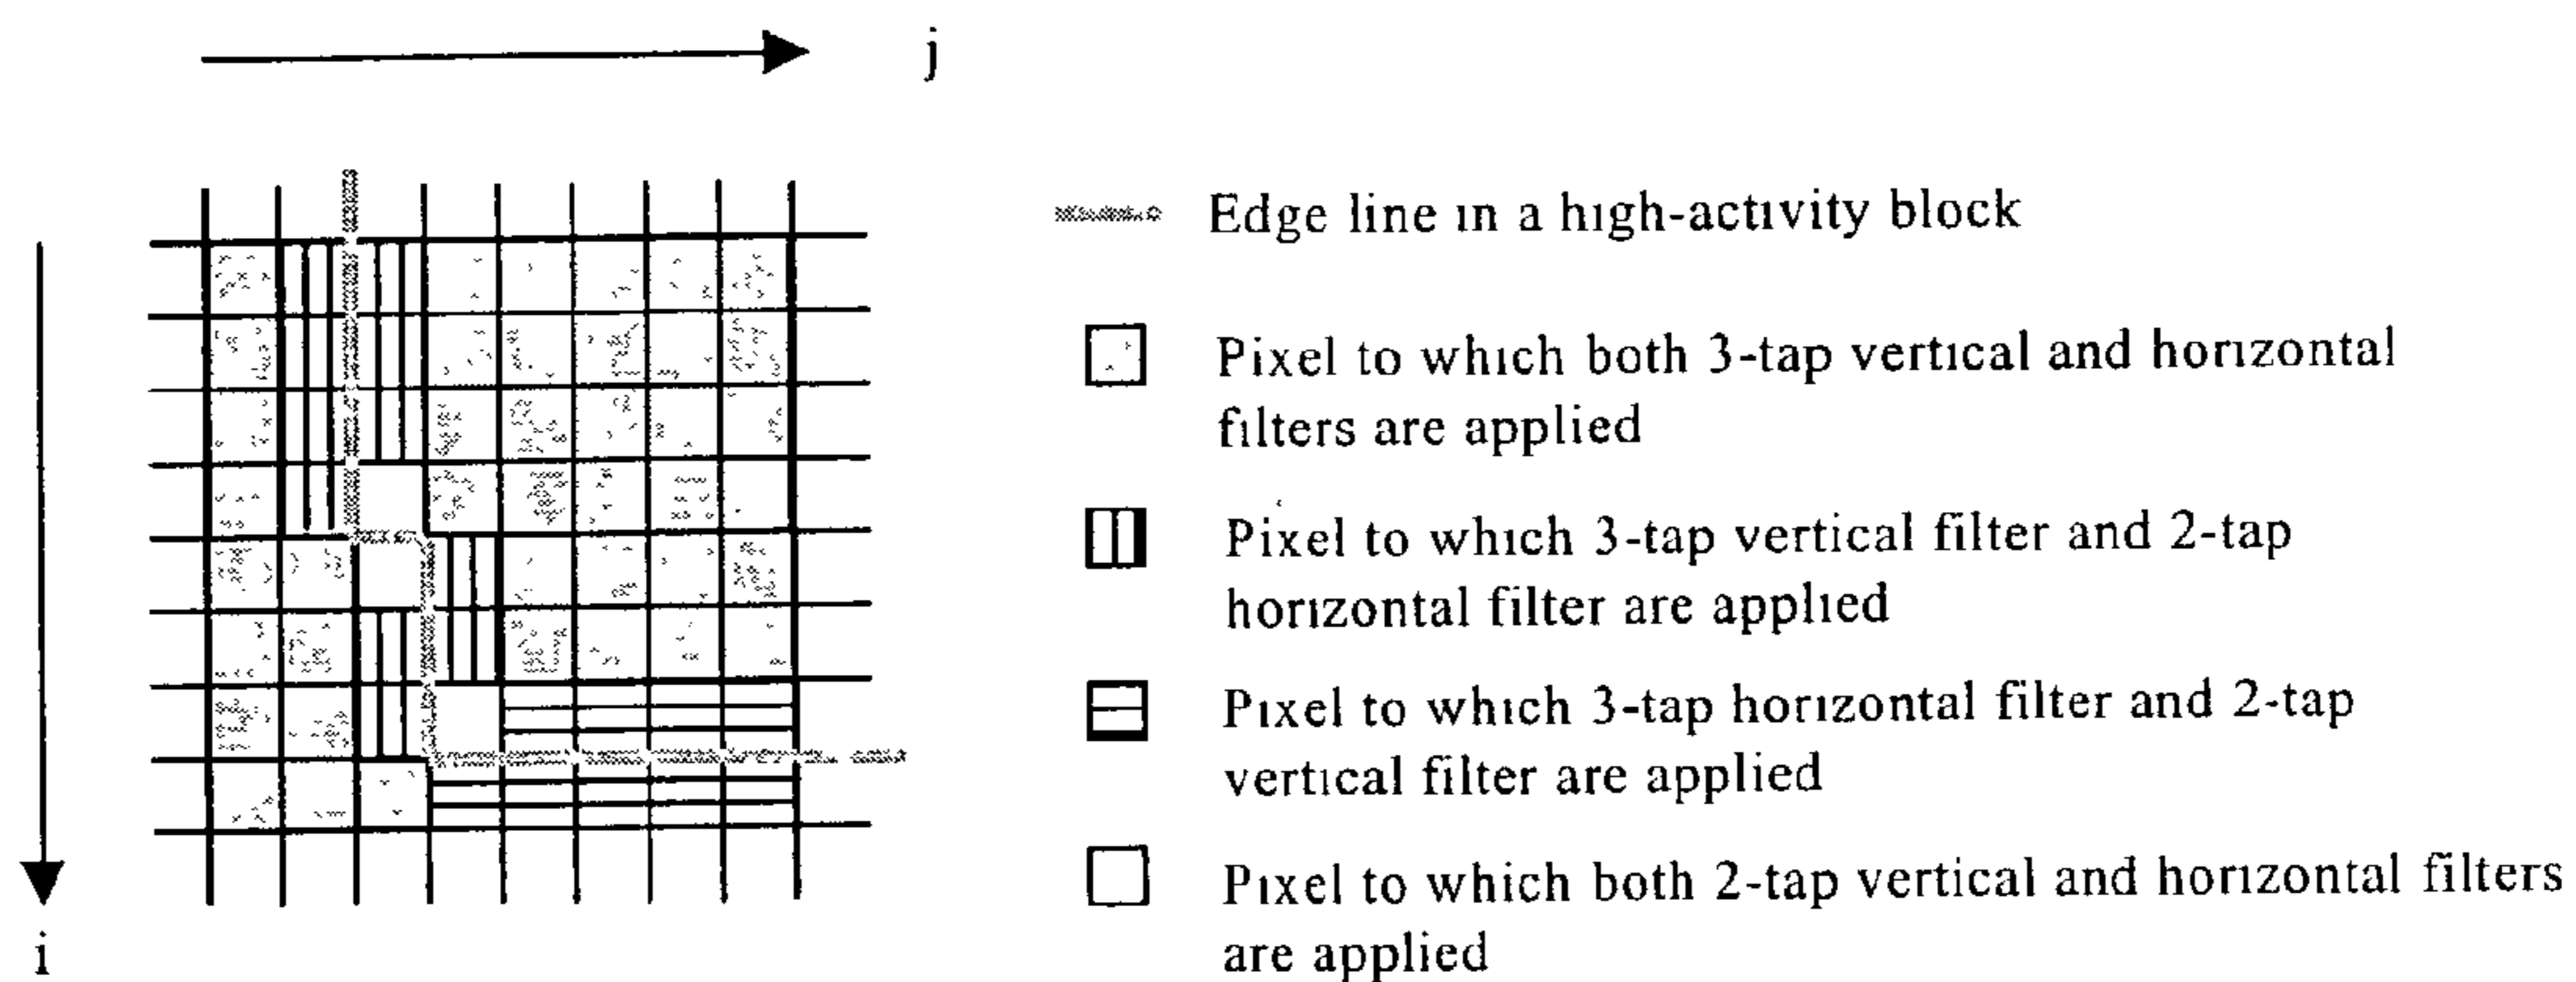 j
Edge line in a high-activity block
Pixel to which both 3-tap vertical and horizontal
filters are applied
Pixel to which 3-tap vertical filter and 2-tap
horizontal filter are applied
Pixel to which 3-tap horizontal filter and 2-tap
vertical filter are applied
Pixel to which both 2-tap vertical and horizontal filters
are applied
i